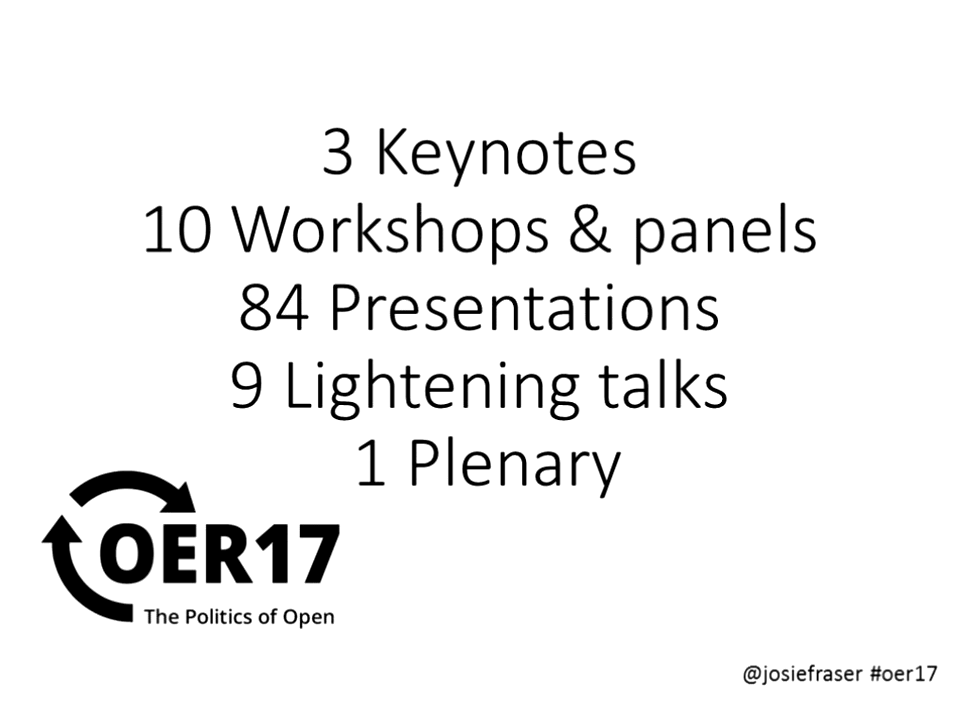 3 Keynotes
10 Workshops & panels
84 Presentations
9 Lightening talks
1 Plenary
OER17
The Politics of Open
@josiefraser #oer17